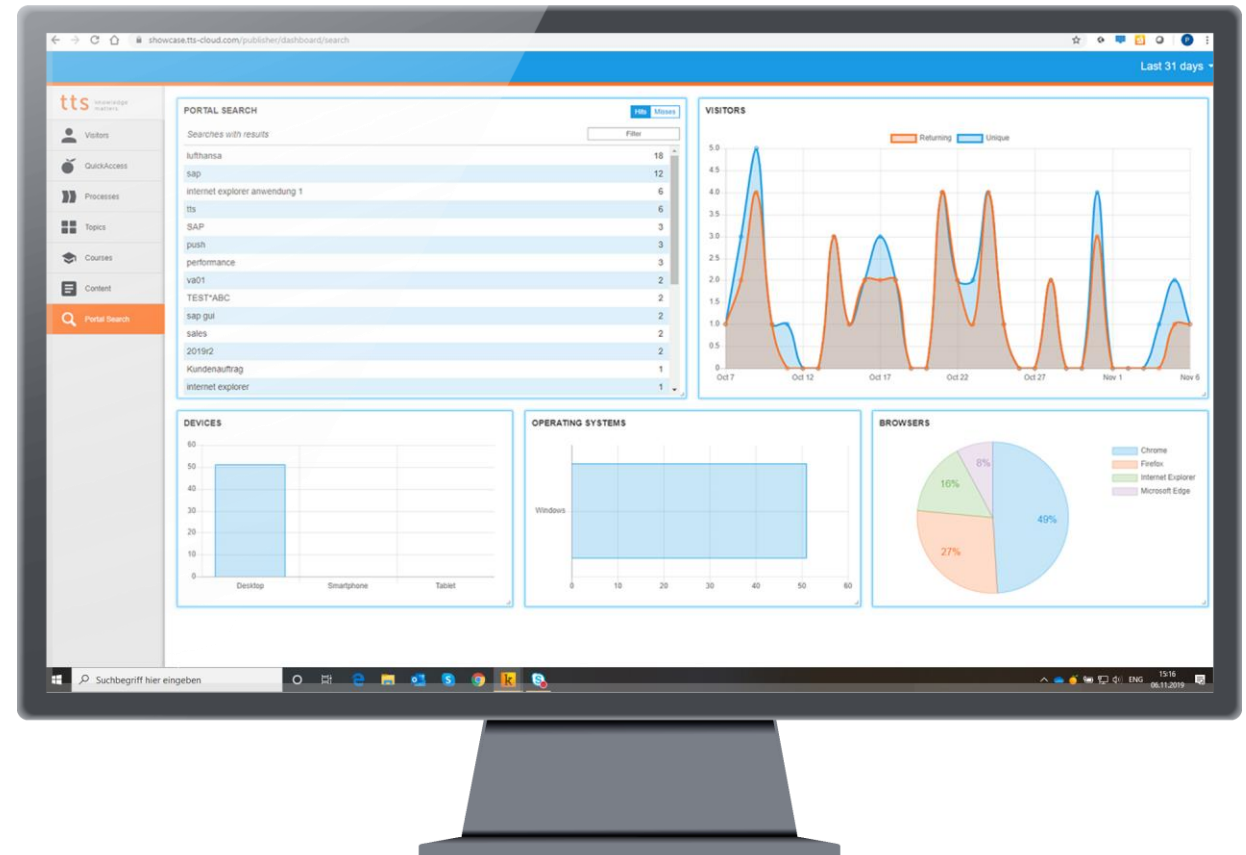 showcase.tts-cloud.com/publisher/dashboard/search
P
Last 31 days
tts knowledge matters
Visitors
QuickAccess
Processes
Topics
Courses
Content
Portal Search
PORTAL SEARCH
Hits Misses
Searches with results
Filter
lufthansa 18
sap 12
internet explorer anwendung 1 6
tts 6
SAP 3
push 3
performance 3
va01 2
TEST*ABC 2
sap gui 2
sales 2
2019r2 2
Kundenauftrag 1
internet explorer 1
VISITORS
Returning Unique
5.0
4.5
4.0
3.5
3.0
2.5
2.0
1.5
1.0
0.5
0
Oct 7 Oct 12 Oct 17 Oct 22 Oct 27 Nov 1 Nov 6
DEVICES
60
50
40
30
20
10
0
Desktop Smartphone Tablet
OPERATING SYSTEMS
Windows
0 10 20 30 40 50 60
BROWSERS
8%
16%
49%
27%
Chrome
Firefox
Internet Explorer
Microsoft Edge
Suchbegriff hier eingeben
k
ENG
15:16
06.11.2019